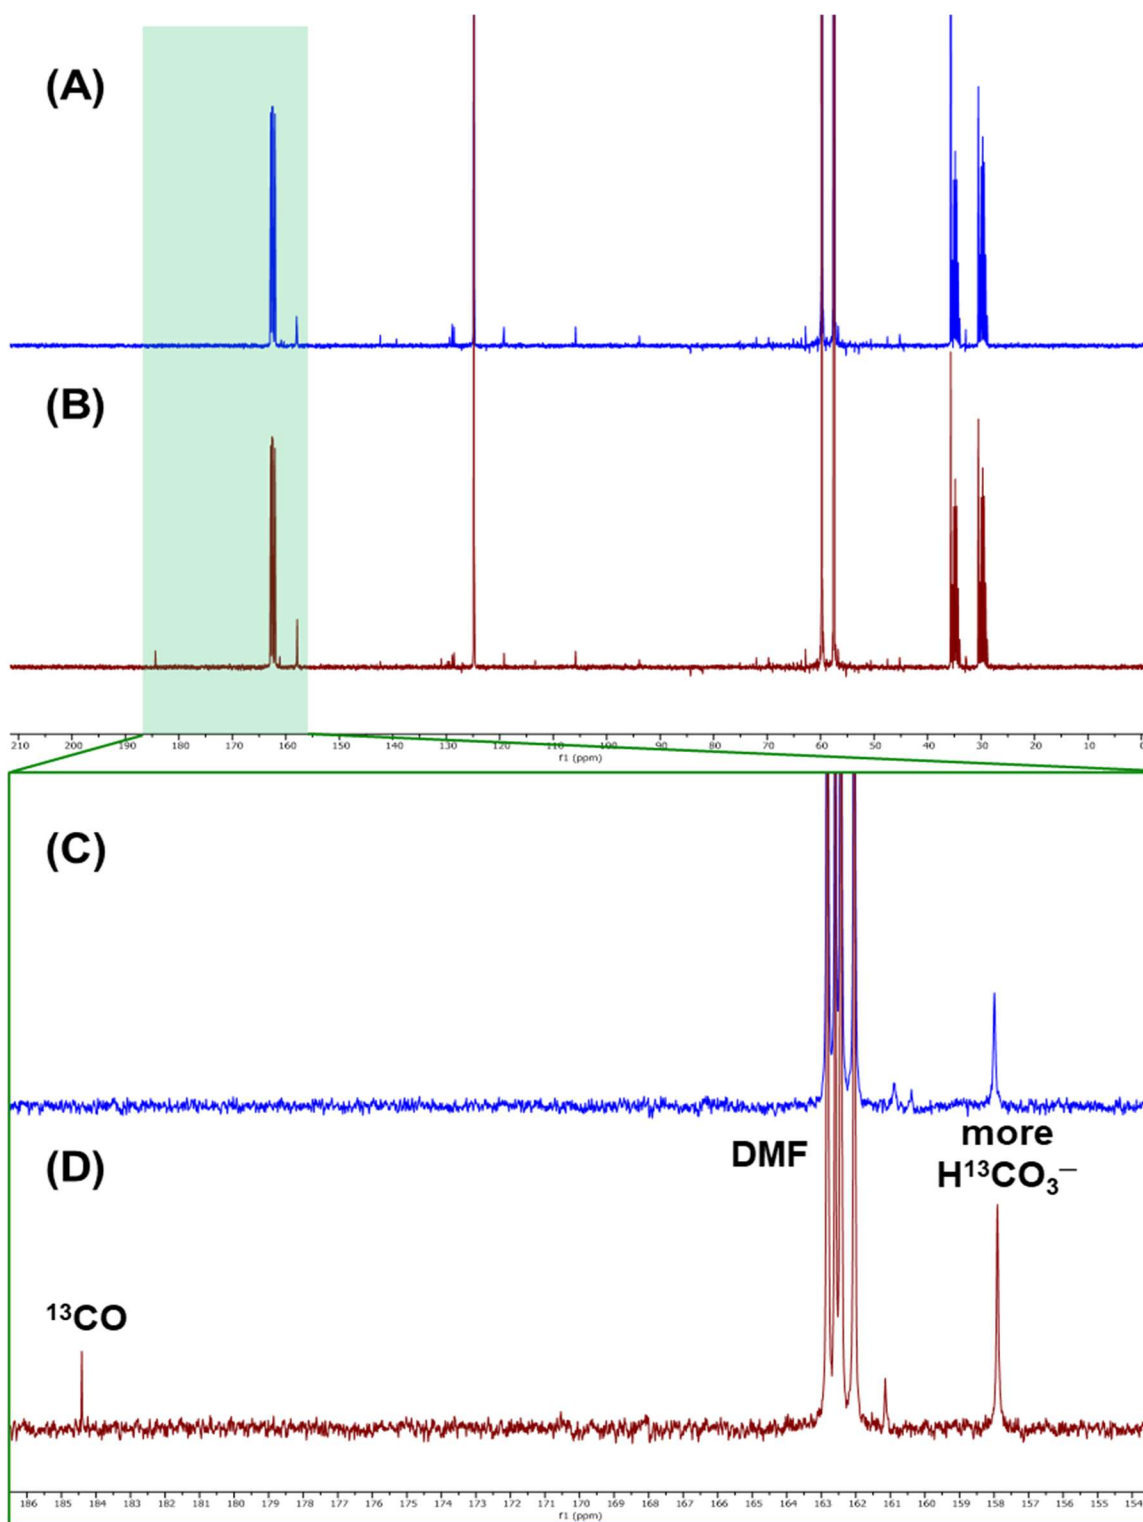 (A)
(B)
210 200 190 180 170 160 150 140 130 120 110 100 90 80 70 60 50 40 30 20 10 0
f1 (ppm)
(C)
more
H¹³CO₃⁻
DMF
(D)
¹³CO
186 185 184 183 182 181 180 179 178 177 176 175 174 173 172 171 170 169 168 167 166 165 164 163 162 161 160 159 158 157 156 155 154
f1 (ppm)